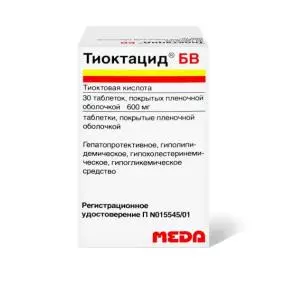 Тиоктацид® БВ
Тиоктовая кислота
30 таблеток, покрытых пленочной
оболочкой 600 мг
таблетки, покрытые пленочной
оболочкой
Гепатопротективное, гиполипи-
демическое, гипохолестеринеми-
ческое, гипогликемическое
средство
Регистрационное
удостоверение П N015545/01
MEDA